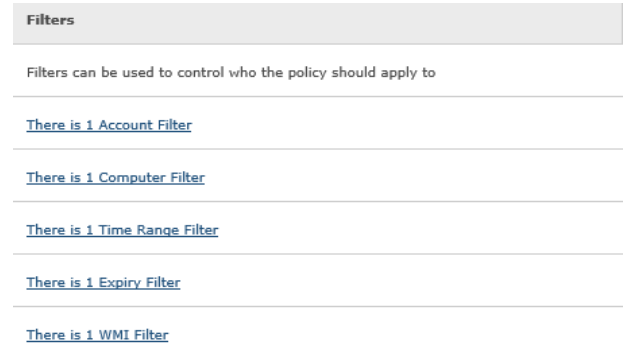 Filters
Filters can be used to control who the policy should apply to
There is 1 Account Filter
There is 1 Computer Filter
There is 1 Time Range Filter
There is 1 Expiry Filter
There is 1 WMI Filter